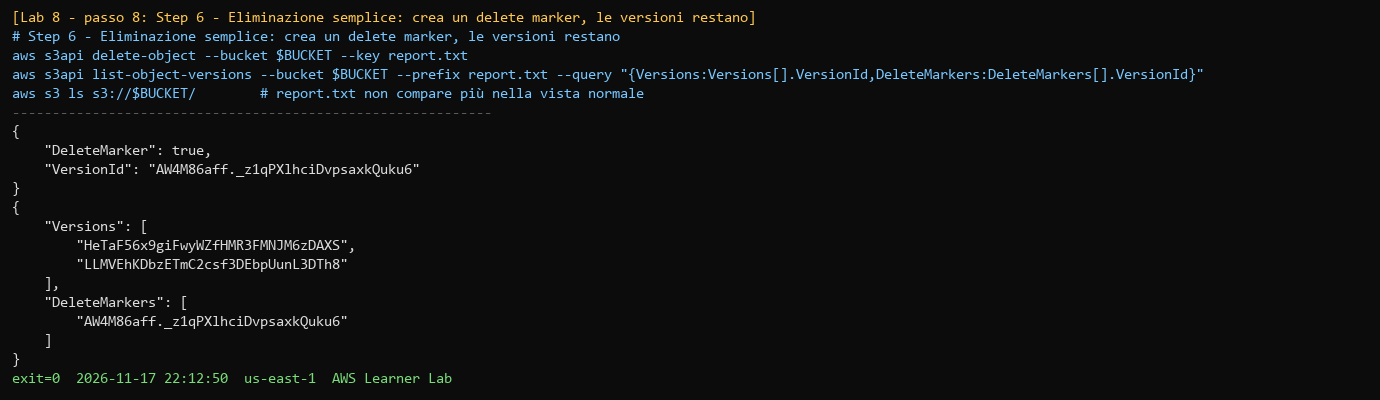 [Lab 8 - passo 8: Step 6 - Eliminazione semplice: crea un delete marker, le versioni restano]
# Step 6 - Eliminazione semplice: crea un delete marker, le versioni restano
aws s3api delete-object --bucket $BUCKET --key report.txt
aws s3api list-object-versions --bucket $BUCKET --prefix report.txt --query "{Versions:Versions[].VersionId,DeleteMarkers:DeleteMarkers[].VersionId}"
aws s3 ls s3://$BUCKET/        # report.txt non compare più nella vista normale
------------------------------------------------------------
{
    "DeleteMarker": true,
    "VersionId": "AW4M86aff._z1qPXlhciDvpsaxkQuku6"
}
{
    "Versions": [
        "HeTaF56x9giFwyWZfHMR3FMNJM6zDAXS",
        "LLMVEhKDbzETmC2csf3DEbpUunL3DTh8"
    ],
    "DeleteMarkers": [
        "AW4M86aff._z1qPXlhciDvpsaxkQuku6"
    ]
}
exit=0  2026-11-17 22:12:50  us-east-1  AWS Learner Lab